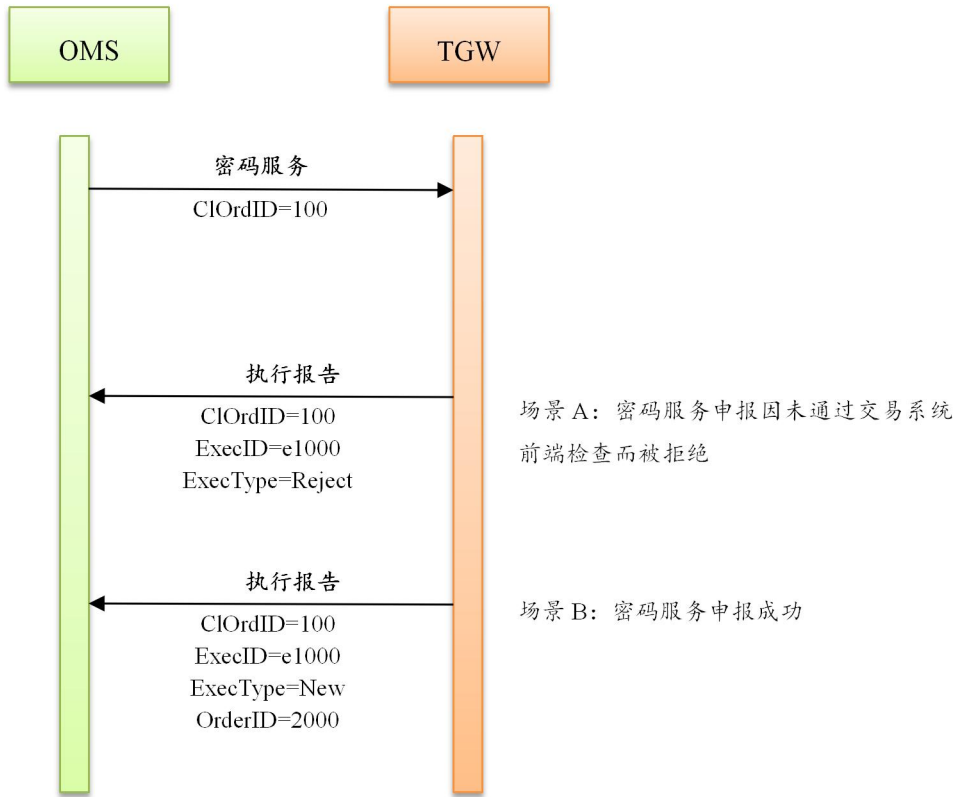 OMS
TGW
密码服务
ClOrdID=100
执行报告
ClOrdID=100
ExecID=e1000
ExecType=Reject
场景 A：密码服务申报因未通过交易系统
前端检查而被拒绝
执行报告
ClOrdID=100
ExecID=e1000
ExecType=New
OrderID=2000
场景 B：密码服务申报成功